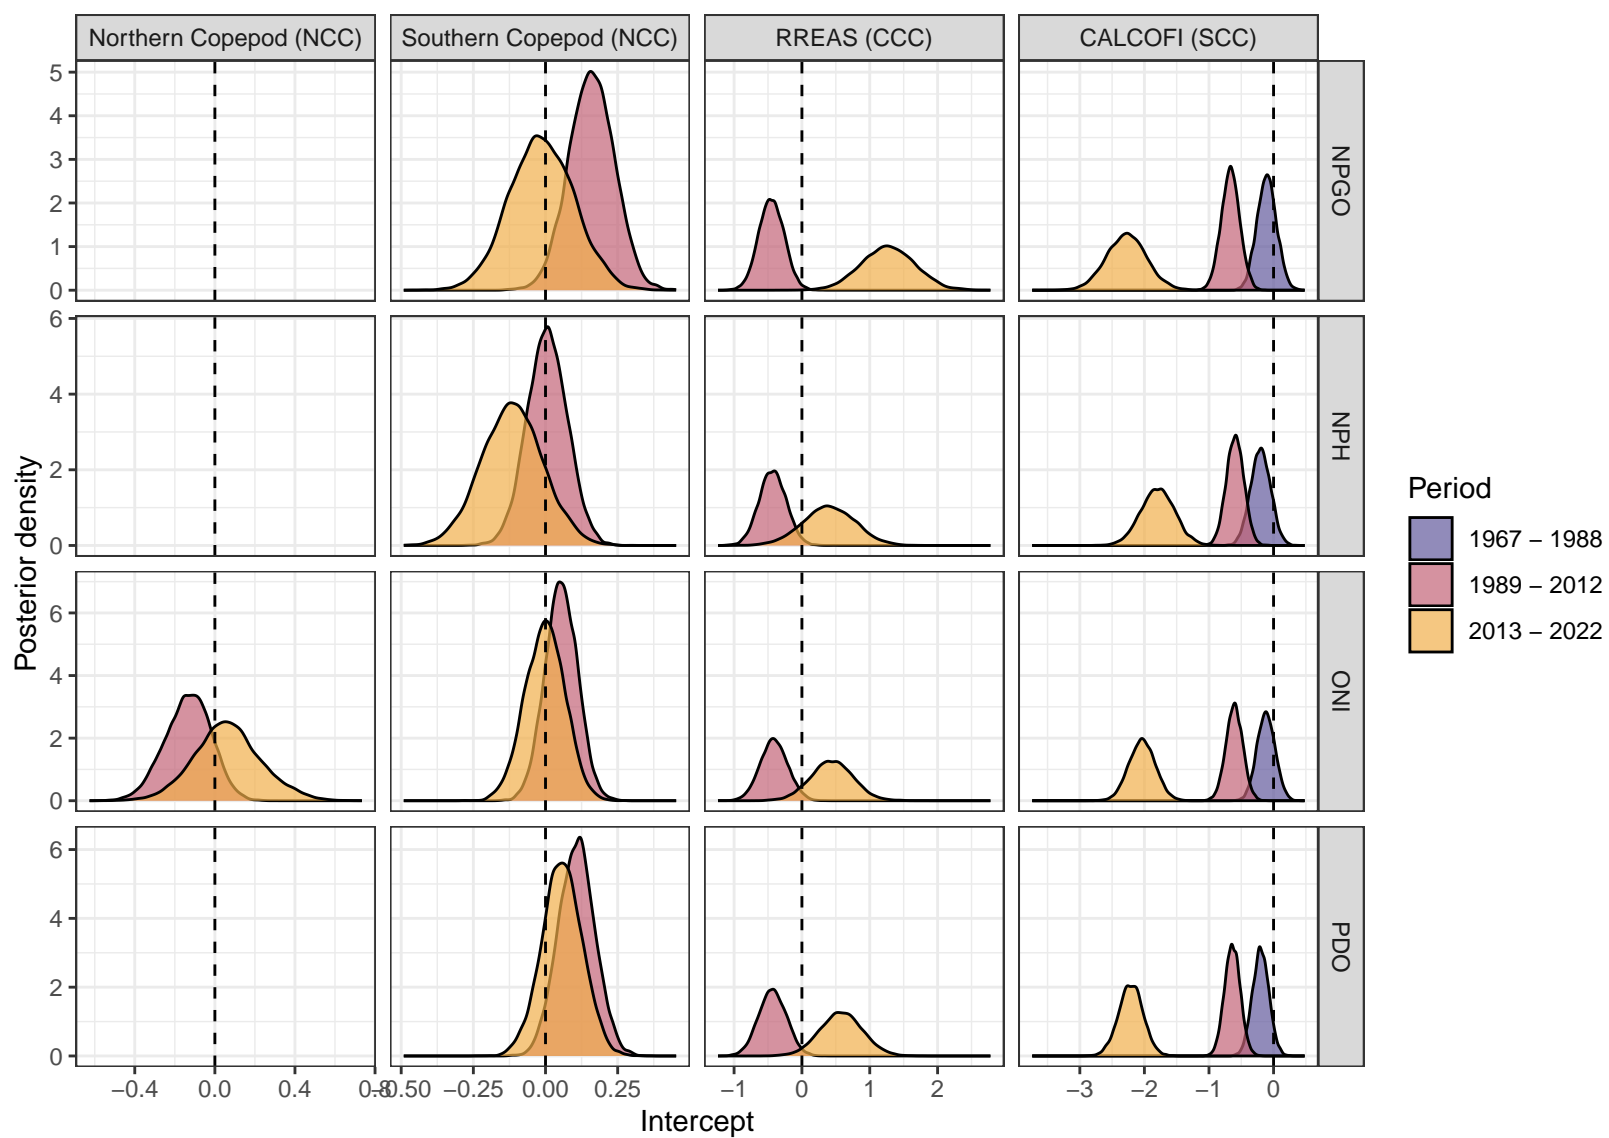 Northern Copepod (NCC) Southern Copepod (NCC) RREAS (CCC) CALCOFI (SCC)
5
4
3
2
1
0
NPGO
6
4
2
0
NPH
6
4
2
0
ONI
6
4
2
0
PDO
−0.4 0.0 0.4 0.8 −0.50 −0.25 0.00 0.25 −1 0 1 2 −3 −2 −1 0
Intercept
Posterior density
Period
1967 − 1988
1989 − 2012
2013 − 2022